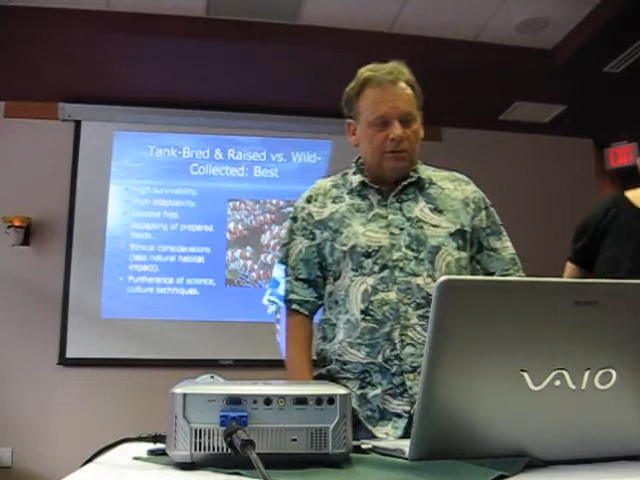 Tank-Bred & Raised vs. Wild-
Collected: Best
High survivability.
High adaptability.
Disease free.
Accepting of prepared
foods.
Ethical considerations
(less natural habitat
impact).
Furtherance of science,
culture techniques.
EXIT
SONY
VAIO